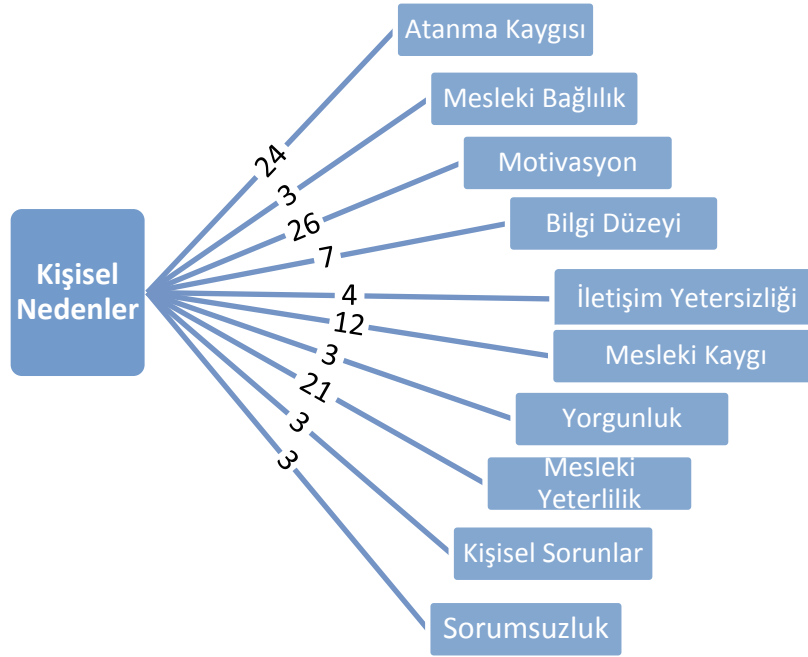 Atanma Kaygısı
Mesleki Bağlılık
Motivasyon
Bilgi Düzeyi
İletişim Yetersizliği
Mesleki Kaygı
Yorgunluk
Mesleki
Yeterlilik
Kişisel Sorunlar
Sorumsuzluk
Kişisel
Nedenler
24
3
26
7
4
12
3
21
3
3